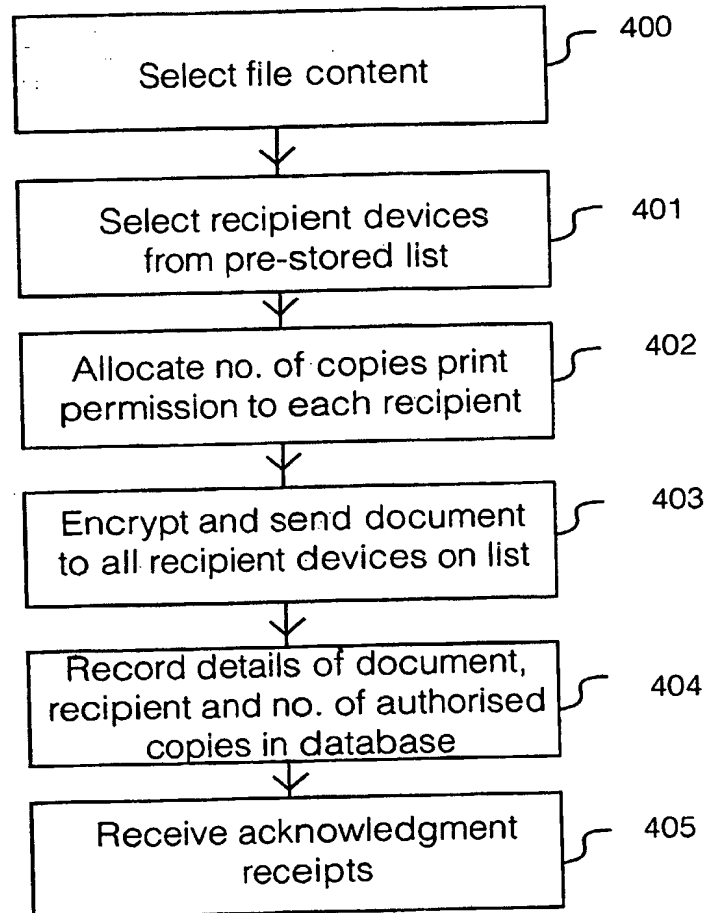 Select file content
400
Select recipient devices
from pre-stored list
401
Allocate no. of copies print
permission to each recipient
402
Encrypt and send document
to all recipient devices on list
403
Record details of document,
recipient and no. of authorised
copies in database
404
Receive acknowledgment
receipts
405